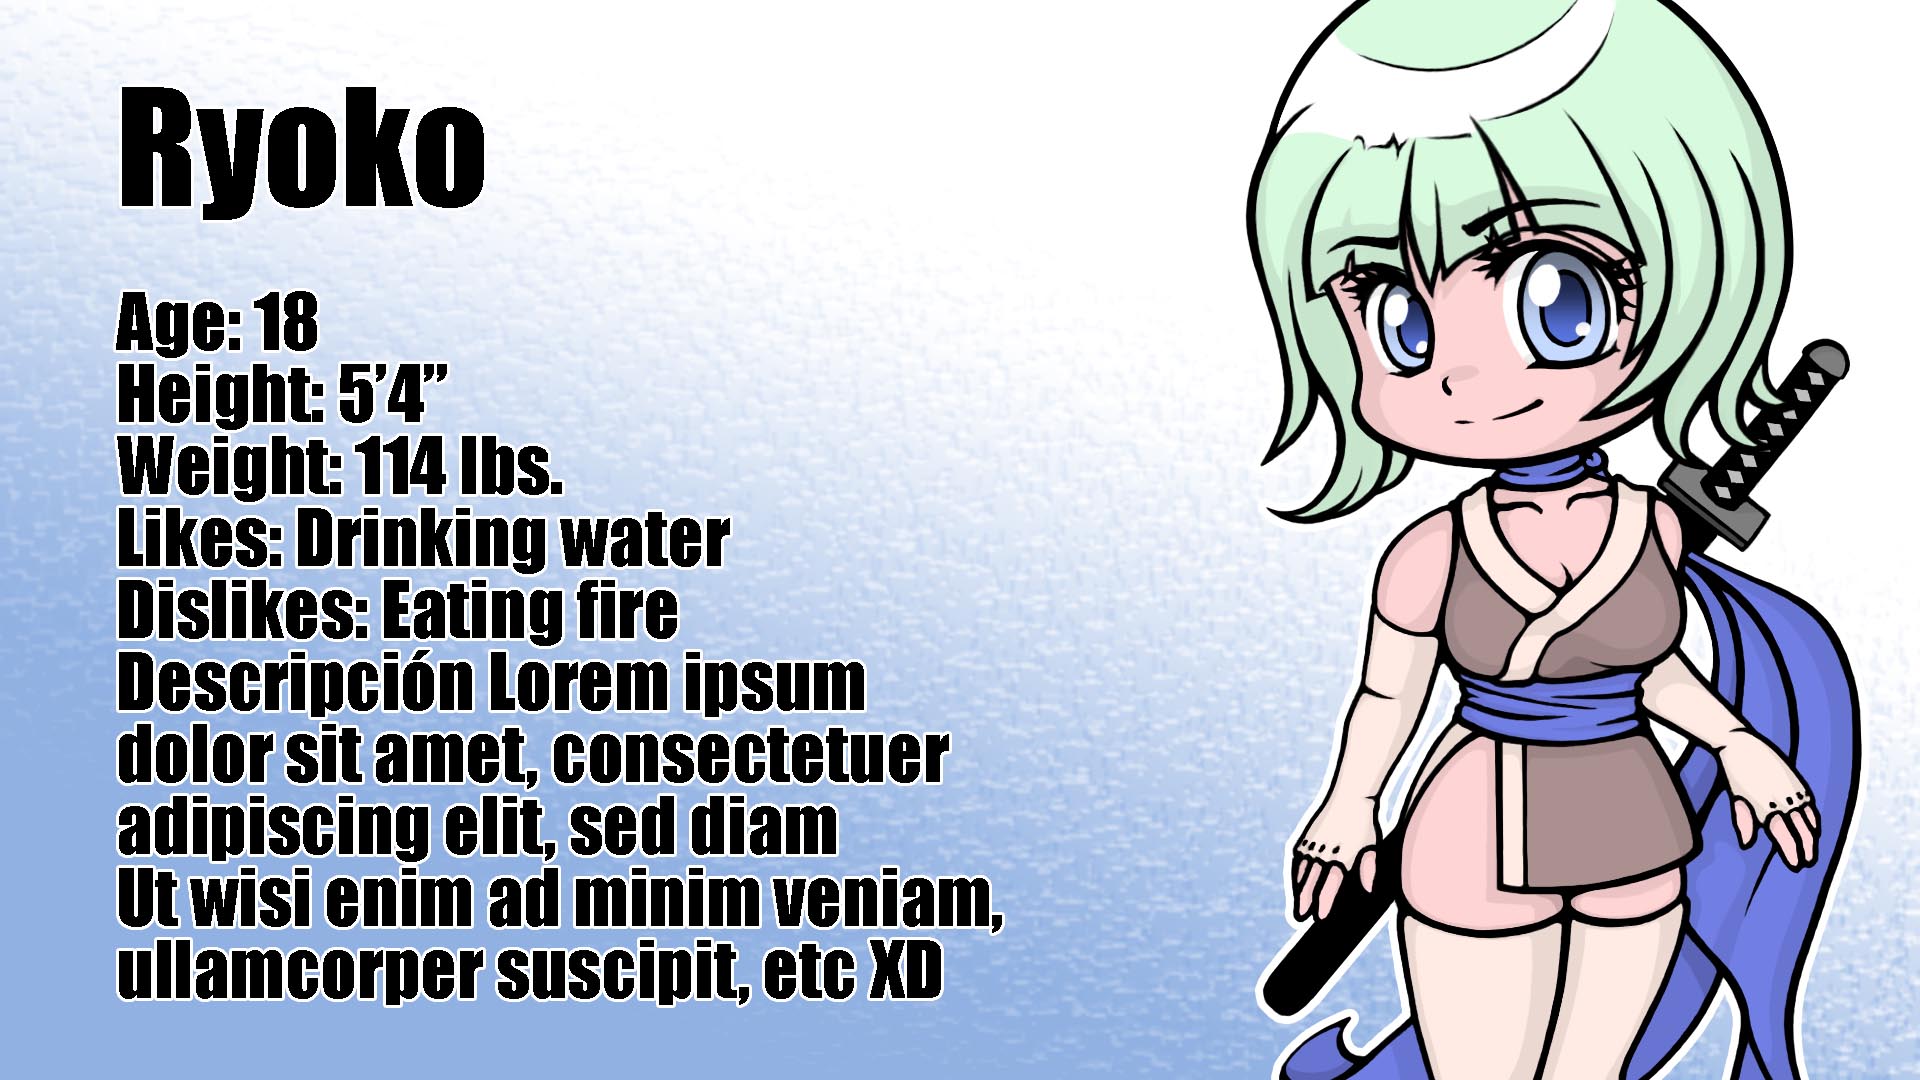 Ryoko
Age: 18
Height: 5’4”
Weight: 114 lbs.
Likes: Drinking water
Dislikes: Eating fire
Descripción Lorem ipsum
dolor sit amet, consectetuer
adipiscing elit, sed diam
Ut wisi enim ad minim veniam,
ullamcorper suscipit, etc XD